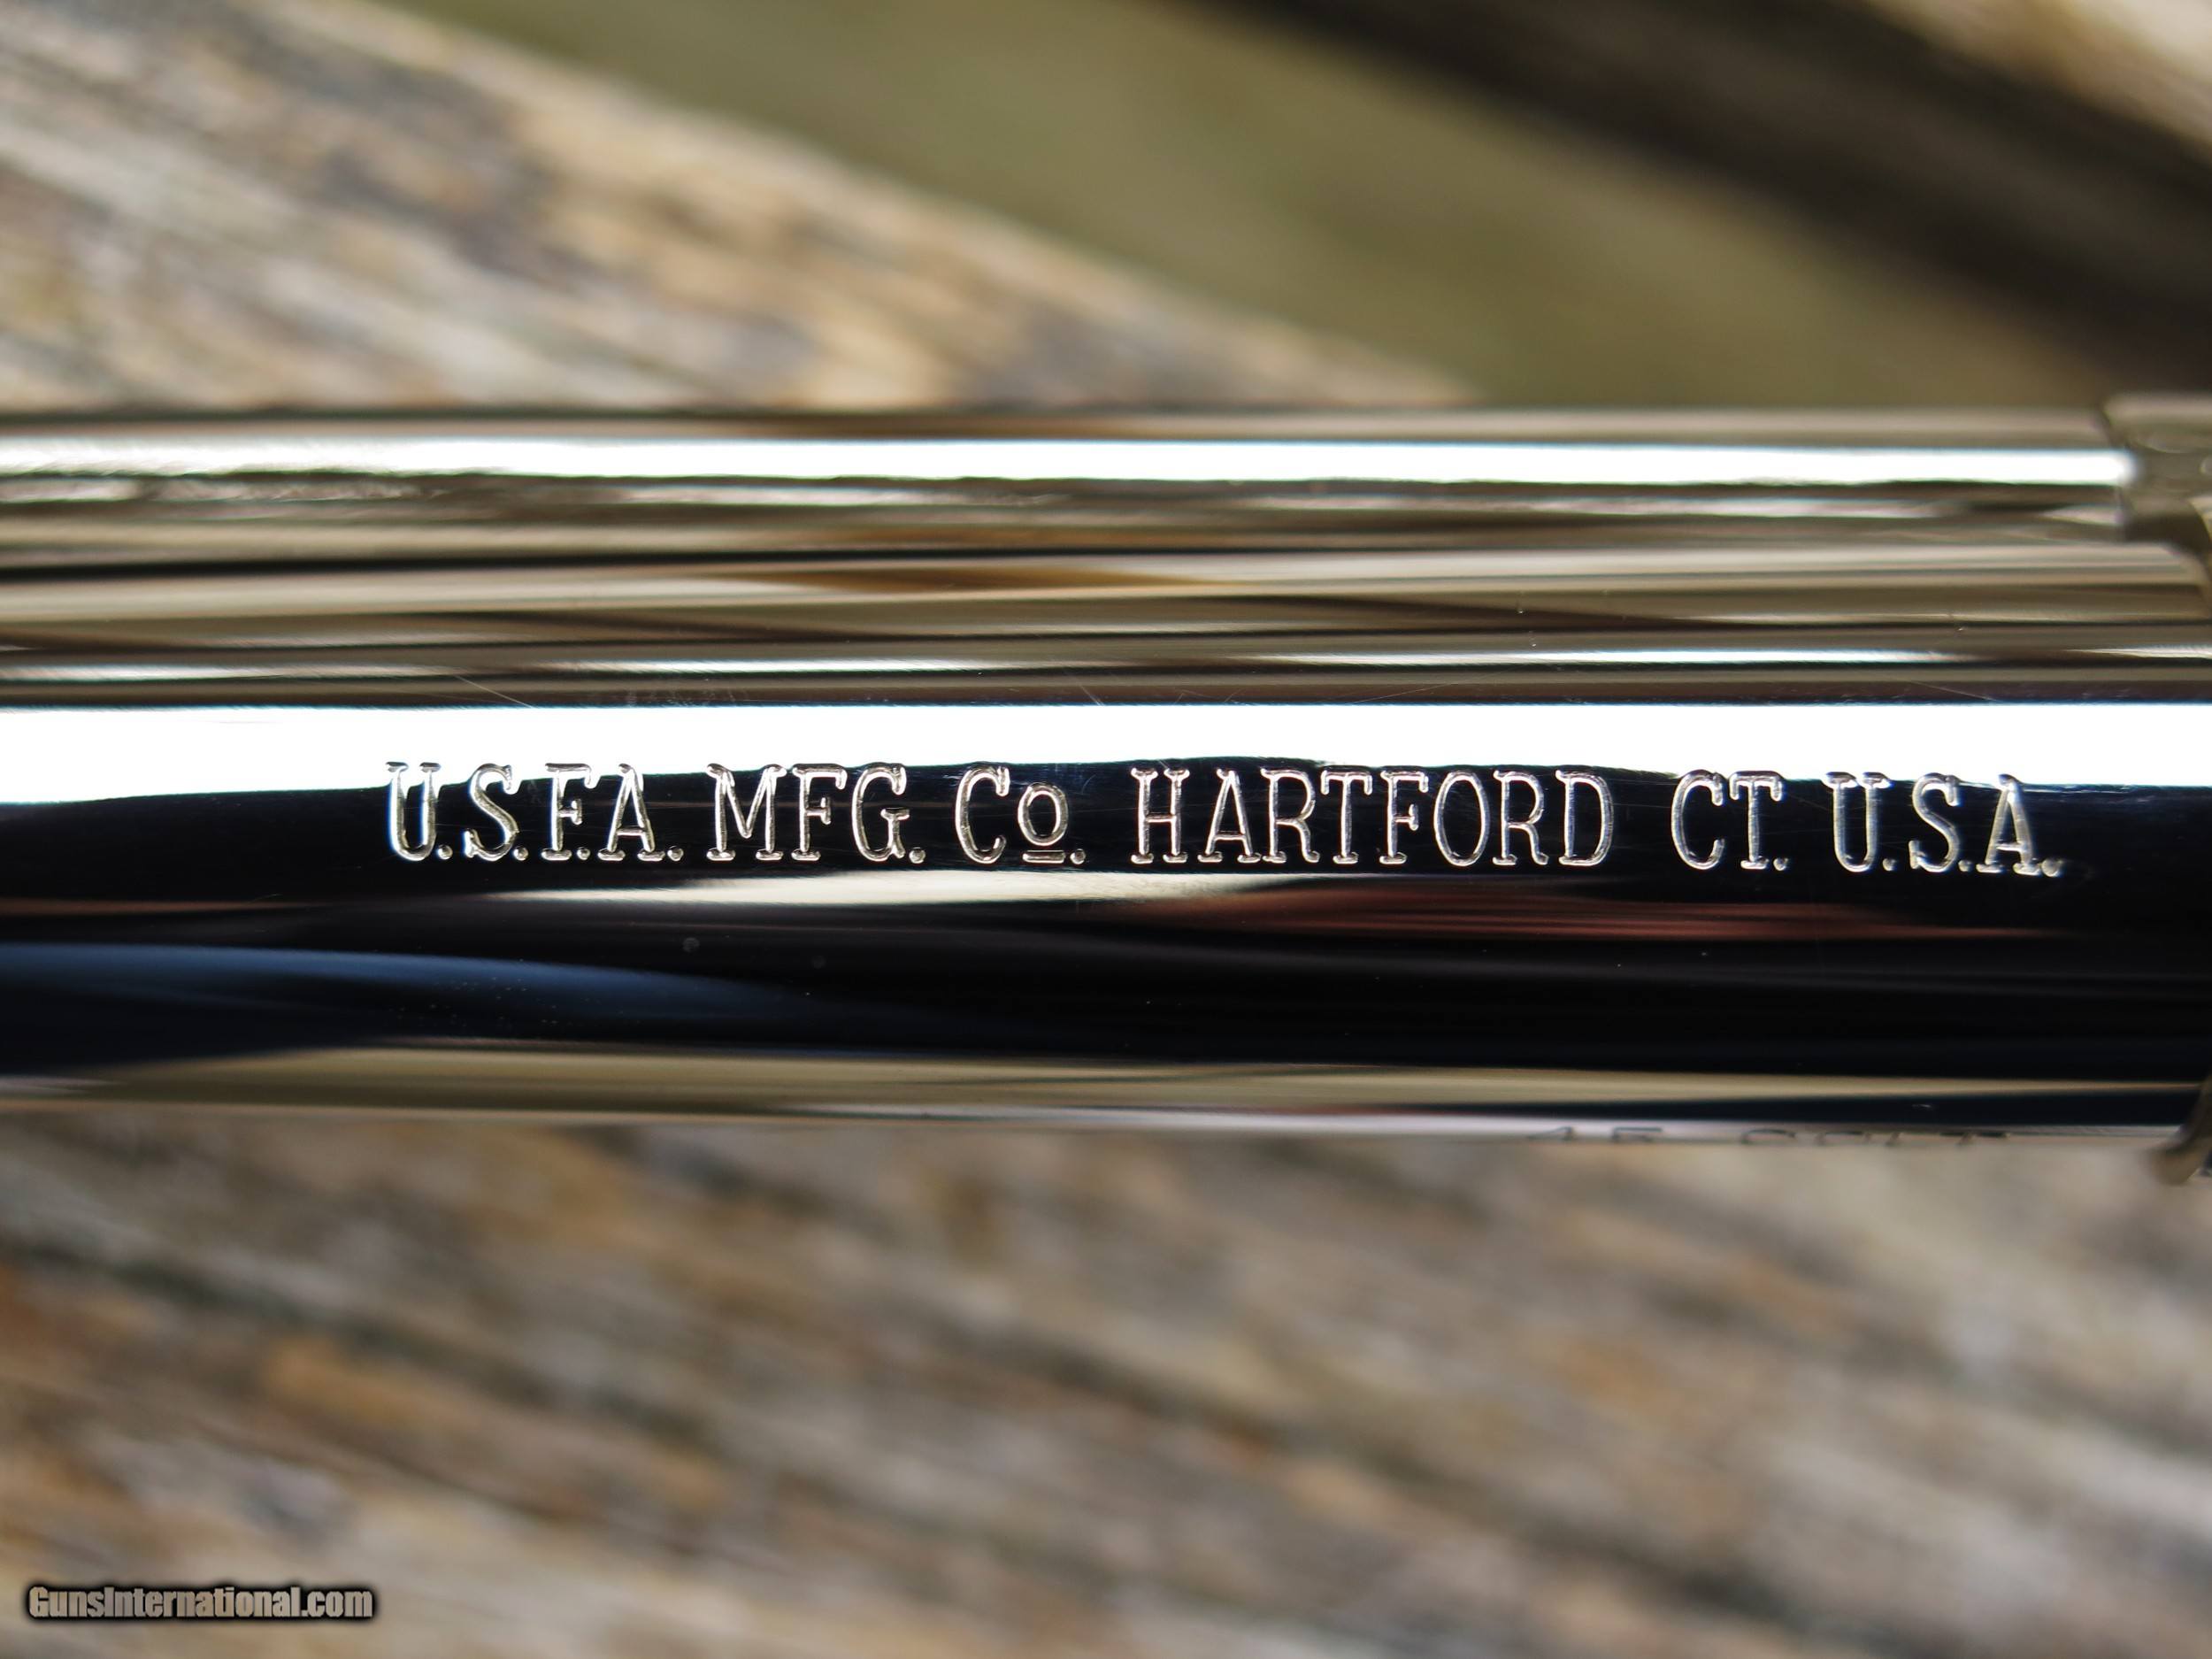 U.S.F.A. MFG. Co. HARTFORD CT. U.S.A.
GunsInternational.com